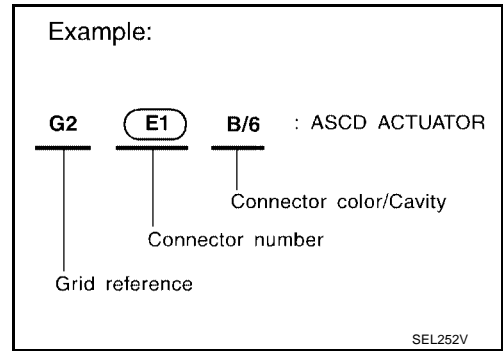 Example:
G2 E1 B/6 : ASCD ACTUATOR
Connector color/Cavity
Connector number
Grid reference
SEL252V